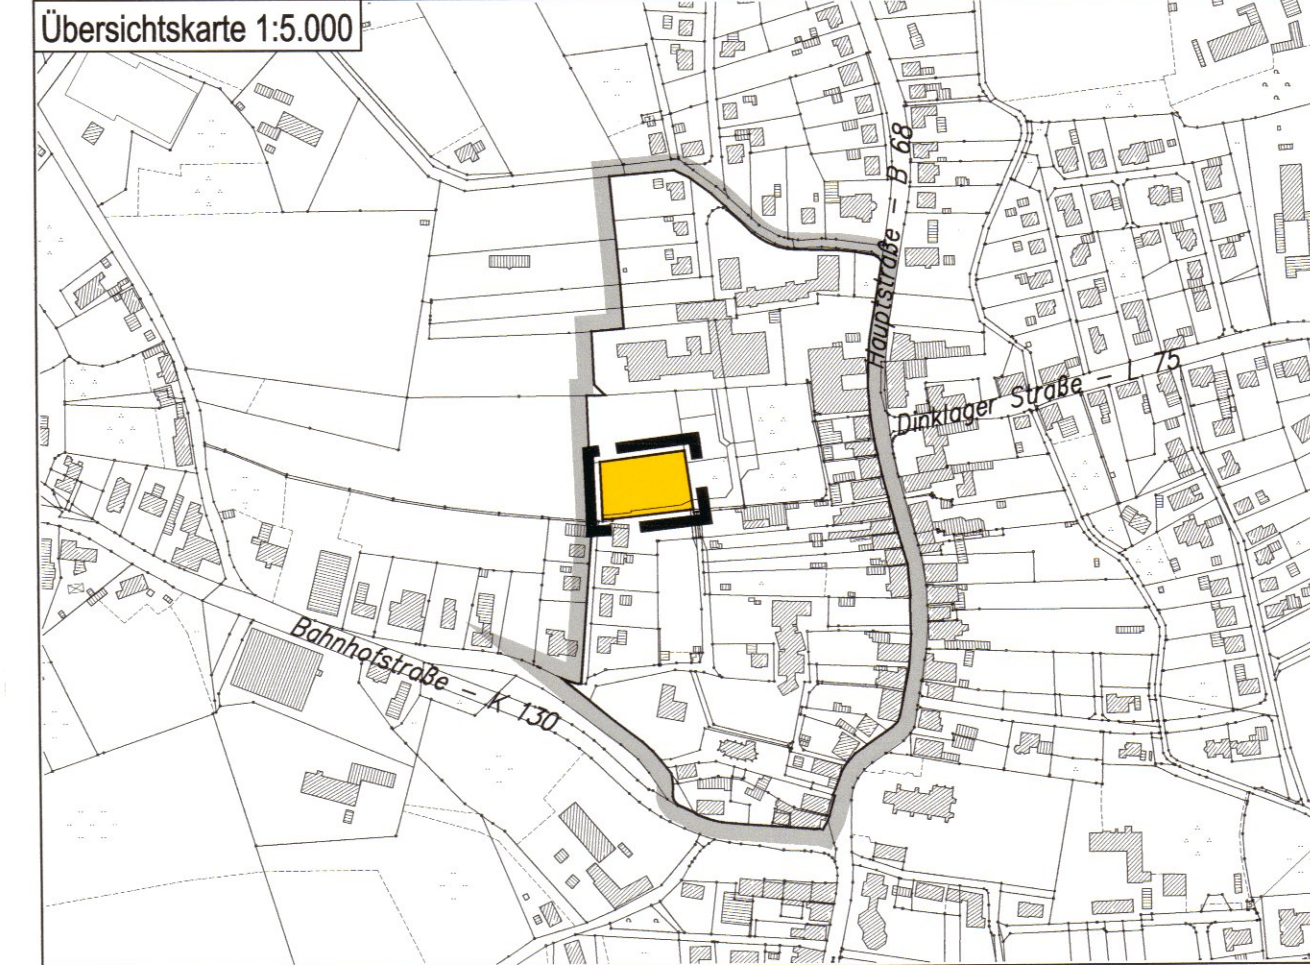 Übersichtskarte 1:5.000
Hauptstraße – B 68
Dinklager Straße – L 75
Bahnhofstraße – K 130